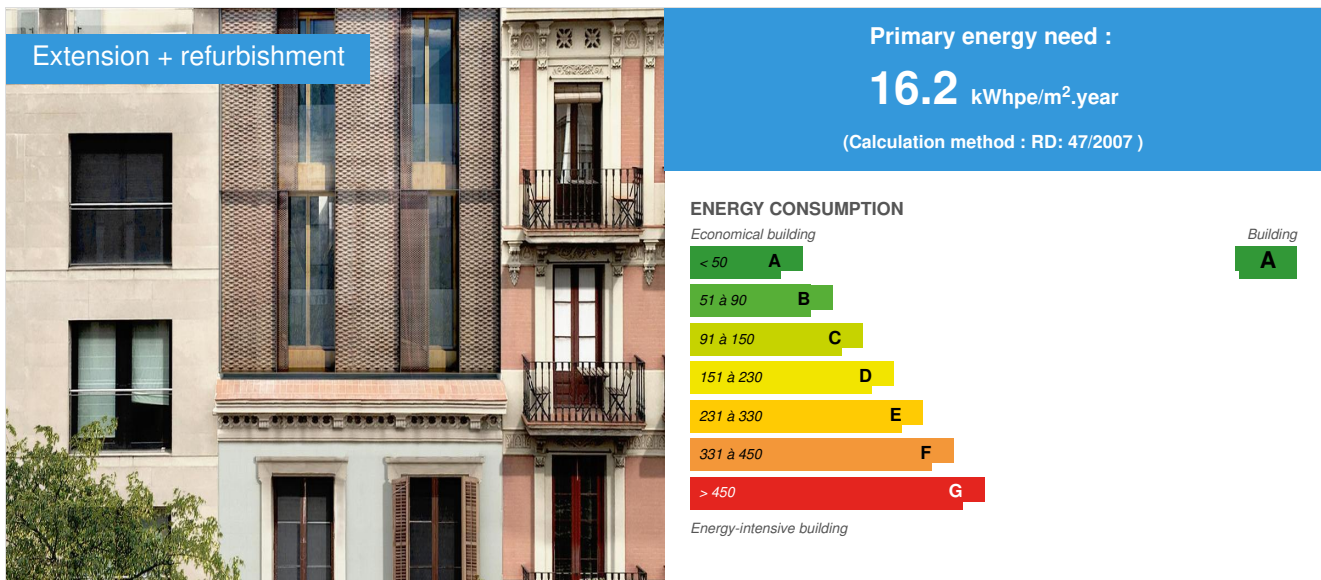 Extension + refurbishment
Primary energy need :
16.2 kWhpe/m².year
(Calculation method : RD: 47/2007 )
ENERGY CONSUMPTION
Economical building
Building
< 50 A
A
51 à 90 B
91 à 150 C
151 à 230 D
231 à 330 E
331 à 450 F
> 450 G
Energy-intensive building